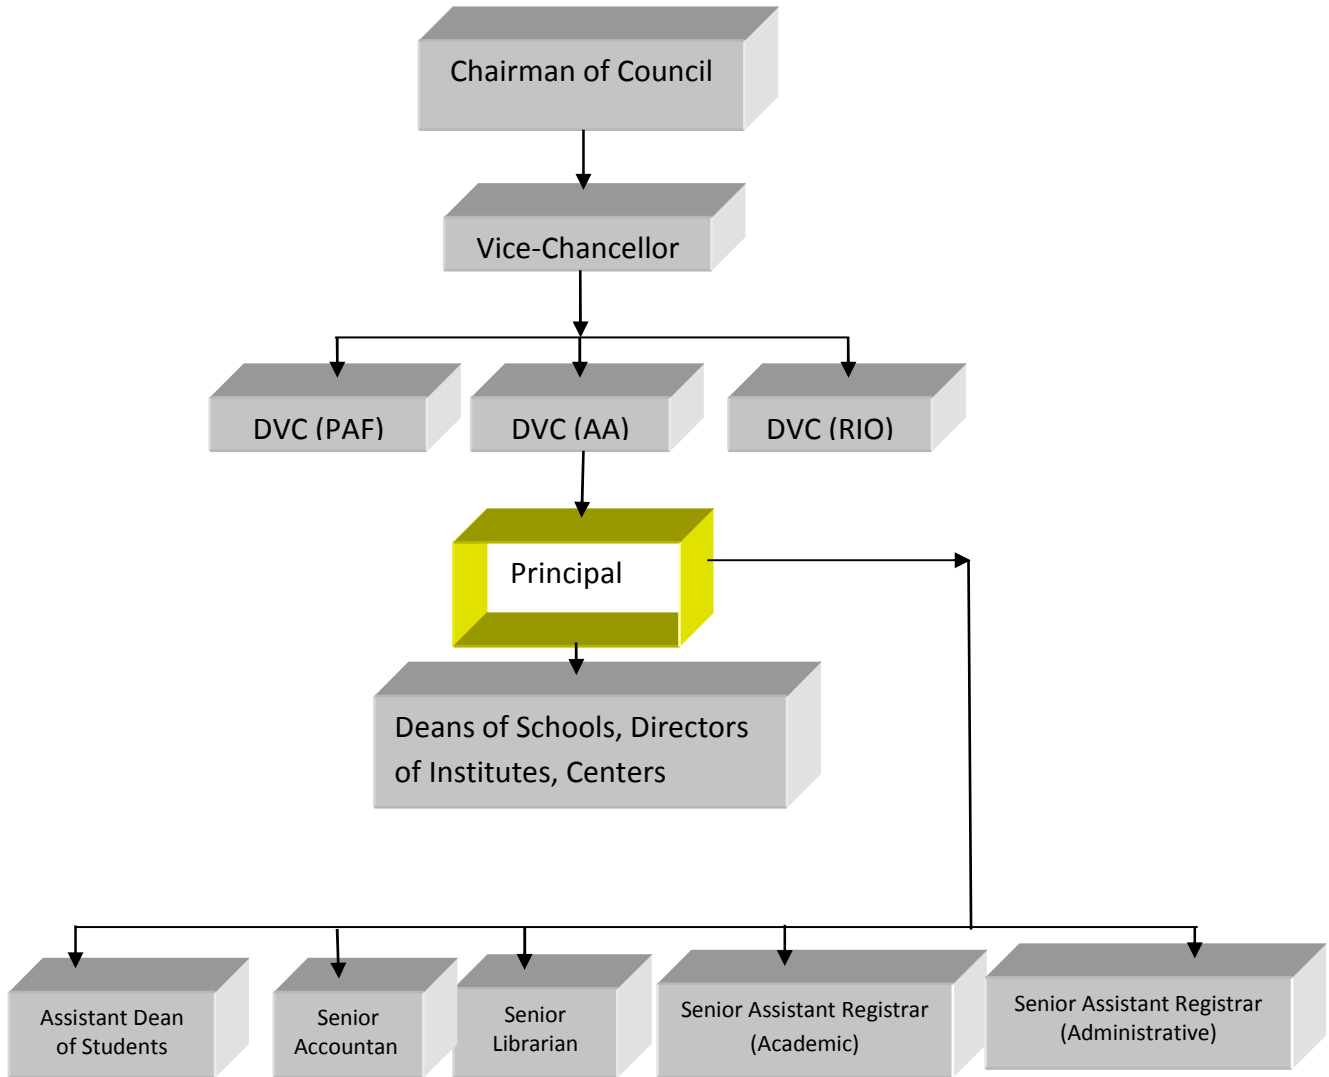 Chairman of Council
Vice-Chancellor
DVC (PAF)
DVC (AA)
DVC (RIO)
Principal
Deans of Schools, Directors
of Institutes, Centers
Assistant Dean
of Students
Senior
Accountan
Senior
Librarian
Senior Assistant Registrar
(Academic)
Senior Assistant Registrar
(Administrative)